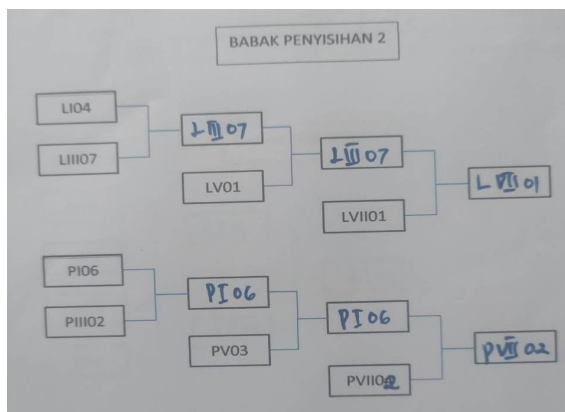 BABAK PENYISIHAN 2
LI04
LIII07
LIII07
LV01
LIII07
LVII01
LVII01
PI06
PIII02
PI06
PV03
PI06
PVII02
PVII02